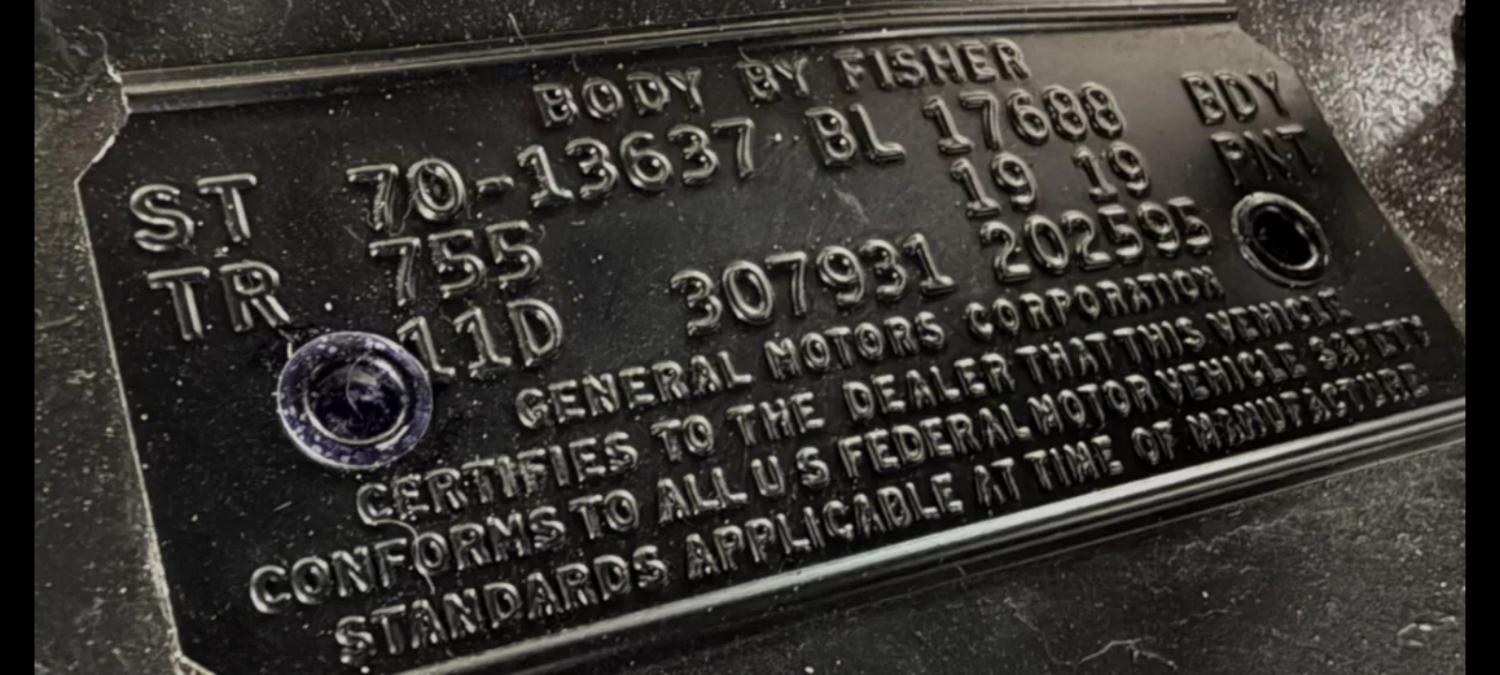 BODY BY FISHER
ST 70-13637 BL 17688 BDY
TR 755 19 19 PNT
11D 307931 202595
GENERAL MOTORS CORPORATION
CERTIFIES TO THE DEALER THAT THIS VEHICLE
CONFORMS TO ALL U S FEDERAL MOTOR VEHICLE SAFETY
STANDARDS APPLICABLE AT TIME OF MANUFACTURE